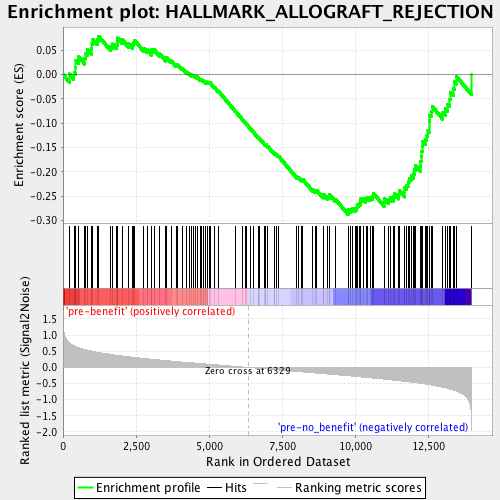 Enrichment plot: HALLMARK_ALLOGRAFT_REJECTION
Enrichment score (ES)
0.05
0.00
-0.05
-0.10
-0.15
-0.20
-0.25
-0.30
'pre-benefit' (positively correlated)
Ranked list metric (Signal2Noise)
1.5
1.0
0.5
0.0
-0.5
-1.0
-1.5
-2.0
Zero cross at 6329
'pre-no_benefit' (negatively correlated)
0
2,500
5,000
7,500
10,000
12,500
Rank in Ordered Dataset
Enrichment profile
Hits
Ranking metric scores